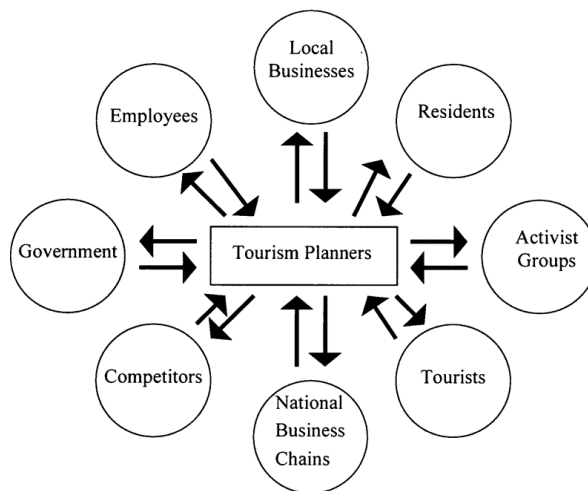 Local
Businesses
Employees
Residents
Government
Tourism Planners
Activist
Groups
Competitors
Tourists
National
Business
Chains